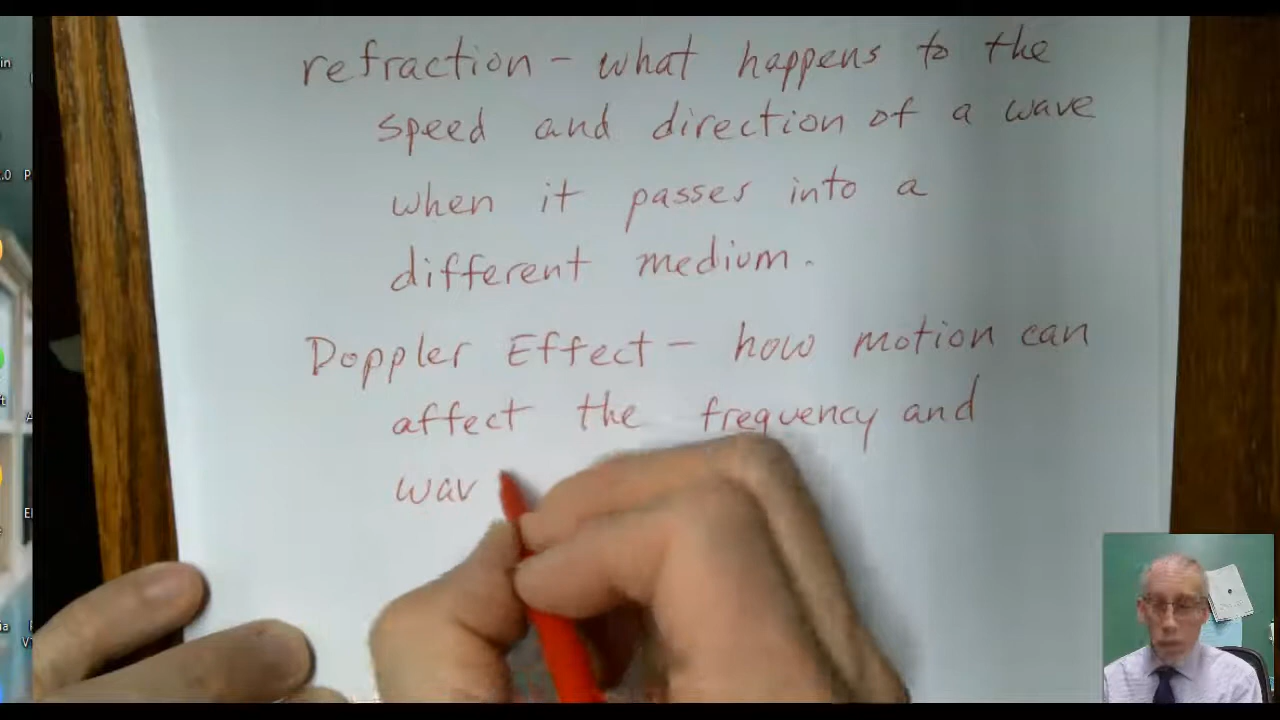 refraction - what happens to the
speed and direction of a wave
when it passes into a
different medium.
Doppler Effect - how motion can
affect the frequency and
wav